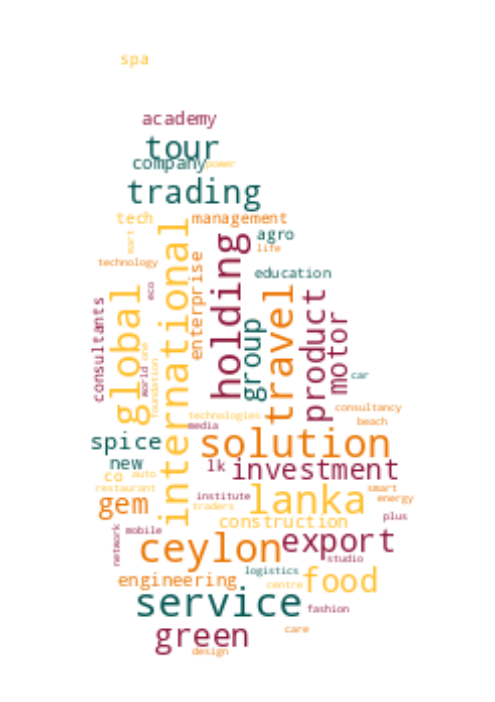 spa
academy
tour
company
power
trading
tech
management
mart
agro
life
technology
education
international
enterprise
holding
eco
global
consultants
travel
product
group
motor
one
world
foundation
car
consultancy
technologies
beach
media
spice
solution
new
lk
investment
co
auto
restaurant
smart
gem
institute
lanka
energy
traders
plus
construction
network
mobile
ceylon
export
studio
logistics
engineering
centre
food
service
fashion
green
care
design